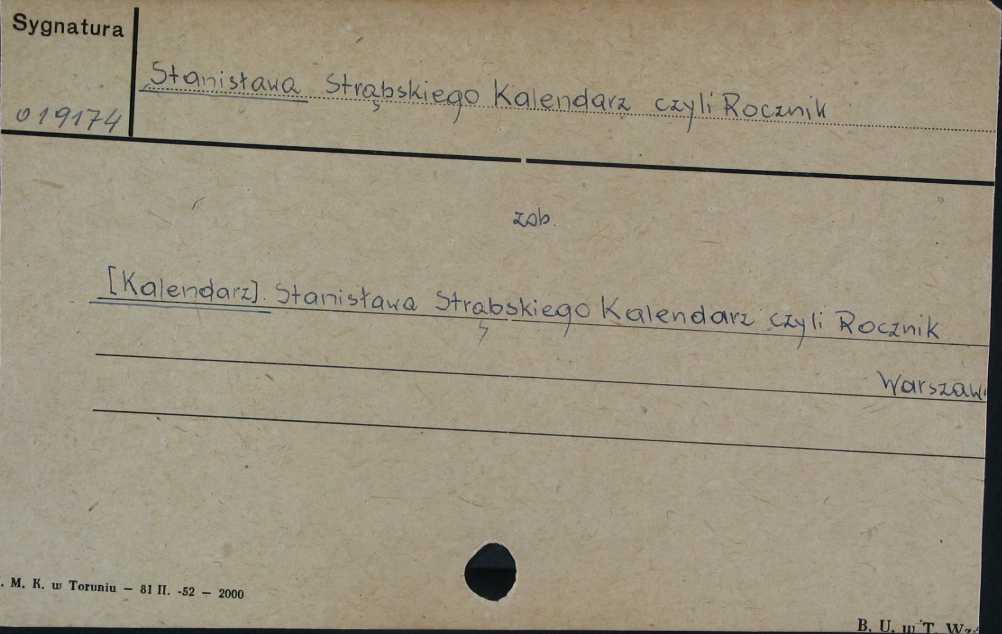 Sygnatura
Stanisława Strąbskiego Kalendarz czyli Rocznik
019174
zob.
[Kalendarz]. Stanisława Strąbskiego Kalendarz czyli Rocznik
Warszaw
. M. K. w Toruniu – 81 II. -52 – 2000
B. U. w T.